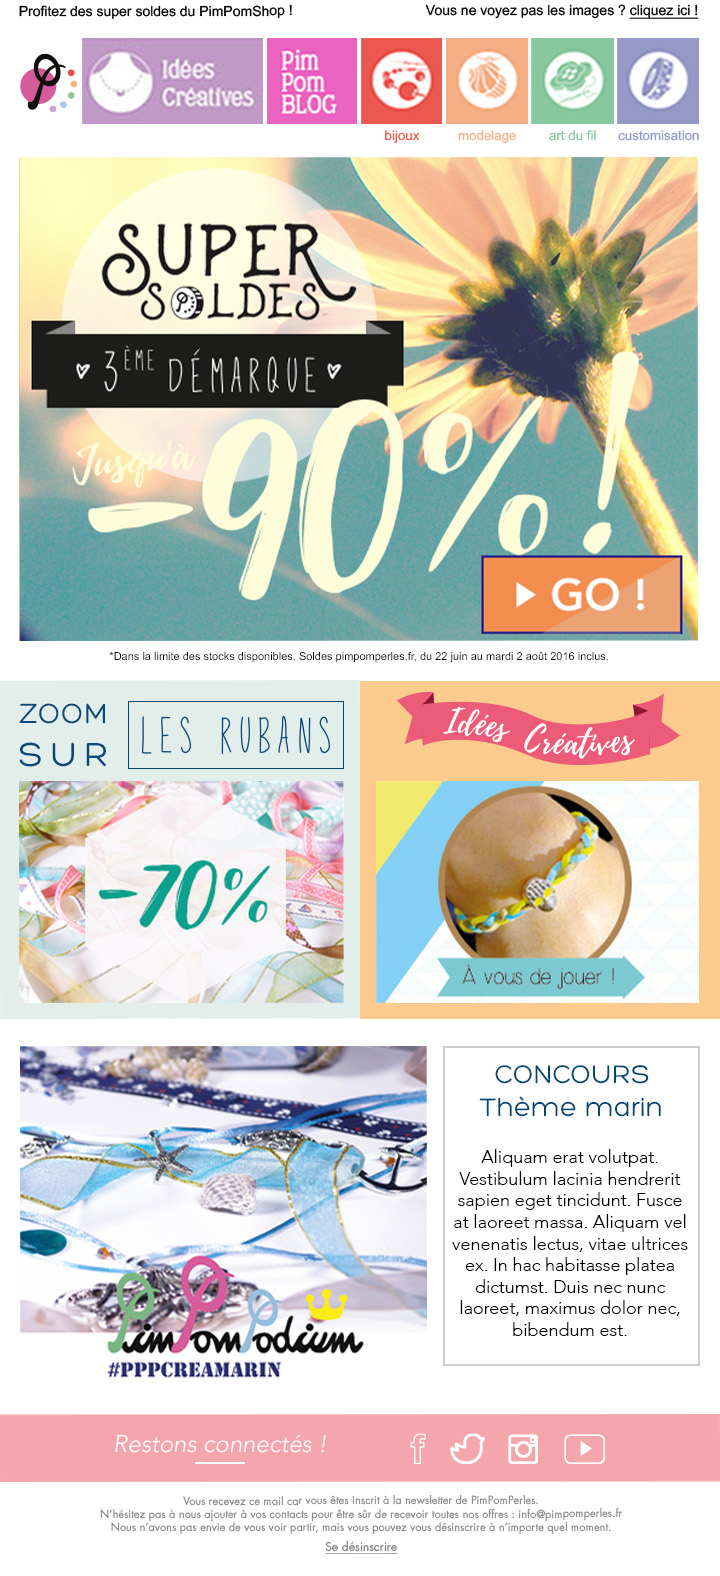 Profitez des super soldes du PimPomShop !
Vous ne voyez pas les images ? cliquez ici !
Idées
Créatives
Pim
Pom
BLOG
bijoux
modelage
art du fil
customisation
SUPER
SOLDES
3ÈME DÉMARQUE
Jusqu'à
-90% !
GO !
*Dans la limite des stocks disponibles. Soldes pimpomperles.fr, du 22 juin au mardi 2 août 2016 inclus.
ZOOM
SUR
LES RUBANS
-70%
Idées Créatives
À vous de jouer !
PimPomPodium
#PPPCREAMARIN
CONCOURS
Thème marin
Aliquam erat volutpat.
Vestibulum lacinia hendrerit
sapien eget tincidunt. Fusce
at laoreet massa. Aliquam vel
venenatis lectus, vitae ultrices
ex. In hac habitasse platea
dictumst. Duis nec nunc
laoreet, maximus dolor nec,
bibendum est.
Restons connectés !
Vous recevez ce mail car vous êtes inscrit à la newsletter de PimPomPerles.
N'hésitez pas à nous ajouter à vos contacts pour être sûr de recevoir toutes nos offres : info@pimpomperles.fr
Nous n'avons pas envie de vous voir partir, mais vous pouvez vous désinscrire à n'importe quel moment.
Se désinscrire